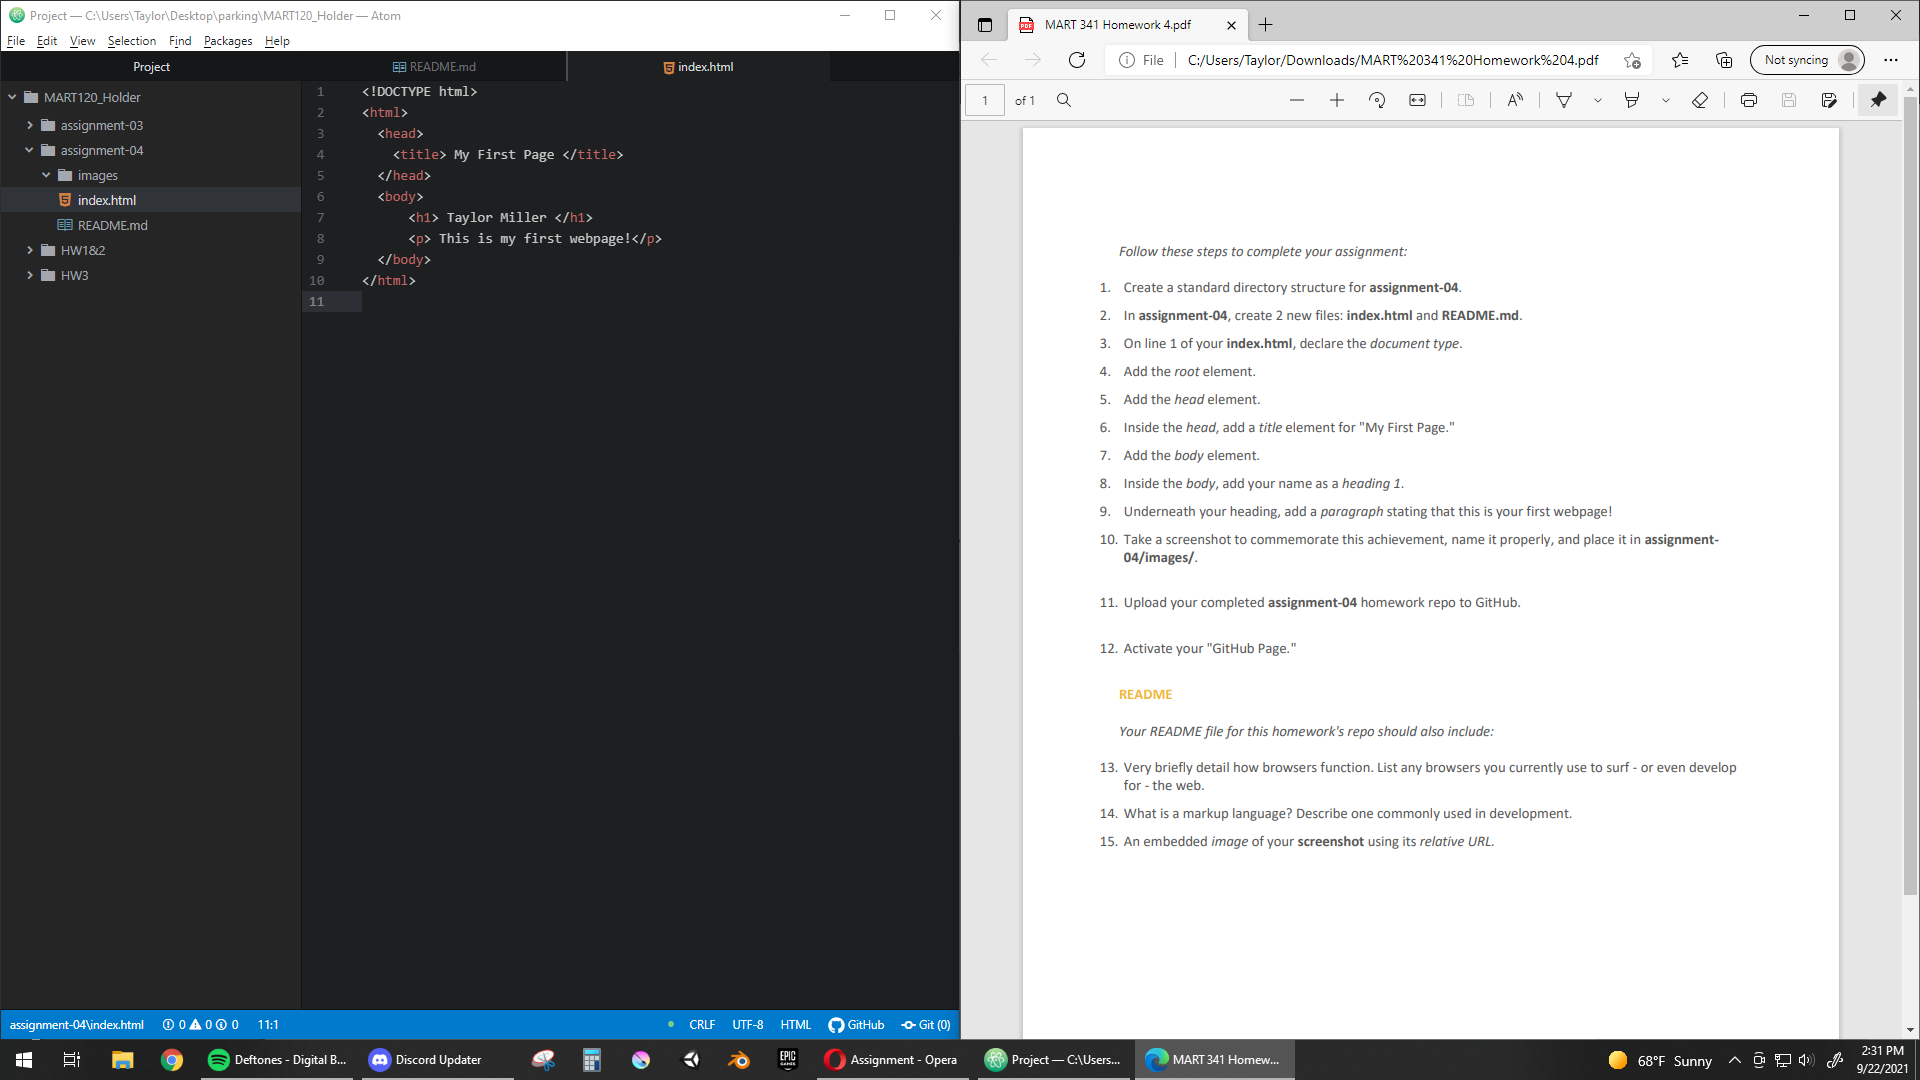 Project — C:\Users\Taylor\Desktop\parking\MART120_Holder — Atom
File Edit View Selection Find Packages Help
Project
README.md
index.html
MART120_Holder
assignment-03
assignment-04
images
index.html
README.md
HW1&2
HW3
1 <!DOCTYPE html>
2 <html>
3 <head>
4 <title> My First Page </title>
5 </head>
6 <body>
7 <h1> Taylor Miller </h1>
8 <p> This is my first webpage!</p>
9 </body>
10 </html>
11
assignment-04\index.html 0 0 0 11:1 CRLF UTF-8 HTML GitHub Git (0)
MART 341 Homework 4.pdf
File C:/Users/Taylor/Downloads/MART%20341%20Homework%204.pdf Not syncing
1 of 1
Follow these steps to complete your assignment:
1. Create a standard directory structure for assignment-04.
2. In assignment-04, create 2 new files: index.html and README.md.
3. On line 1 of your index.html, declare the document type.
4. Add the root element.
5. Add the head element.
6. Inside the head, add a title element for "My First Page."
7. Add the body element.
8. Inside the body, add your name as a heading 1.
9. Underneath your heading, add a paragraph stating that this is your first webpage!
10. Take a screenshot to commemorate this achievement, name it properly, and place it in assignment-
04/images/.
11. Upload your completed assignment-04 homework repo to GitHub.
12. Activate your "GitHub Page."
README
Your README file for this homework's repo should also include:
13. Very briefly detail how browsers function. List any browsers you currently use to surf - or even develop
for - the web.
14. What is a markup language? Describe one commonly used in development.
15. An embedded image of your screenshot using its relative URL.
Deftones - Digital B... Discord Updater EPIC GAMES Assignment - Opera Project — C:\Users... MART 341 Homew... 68°F Sunny 2:31 PM
9/22/2021